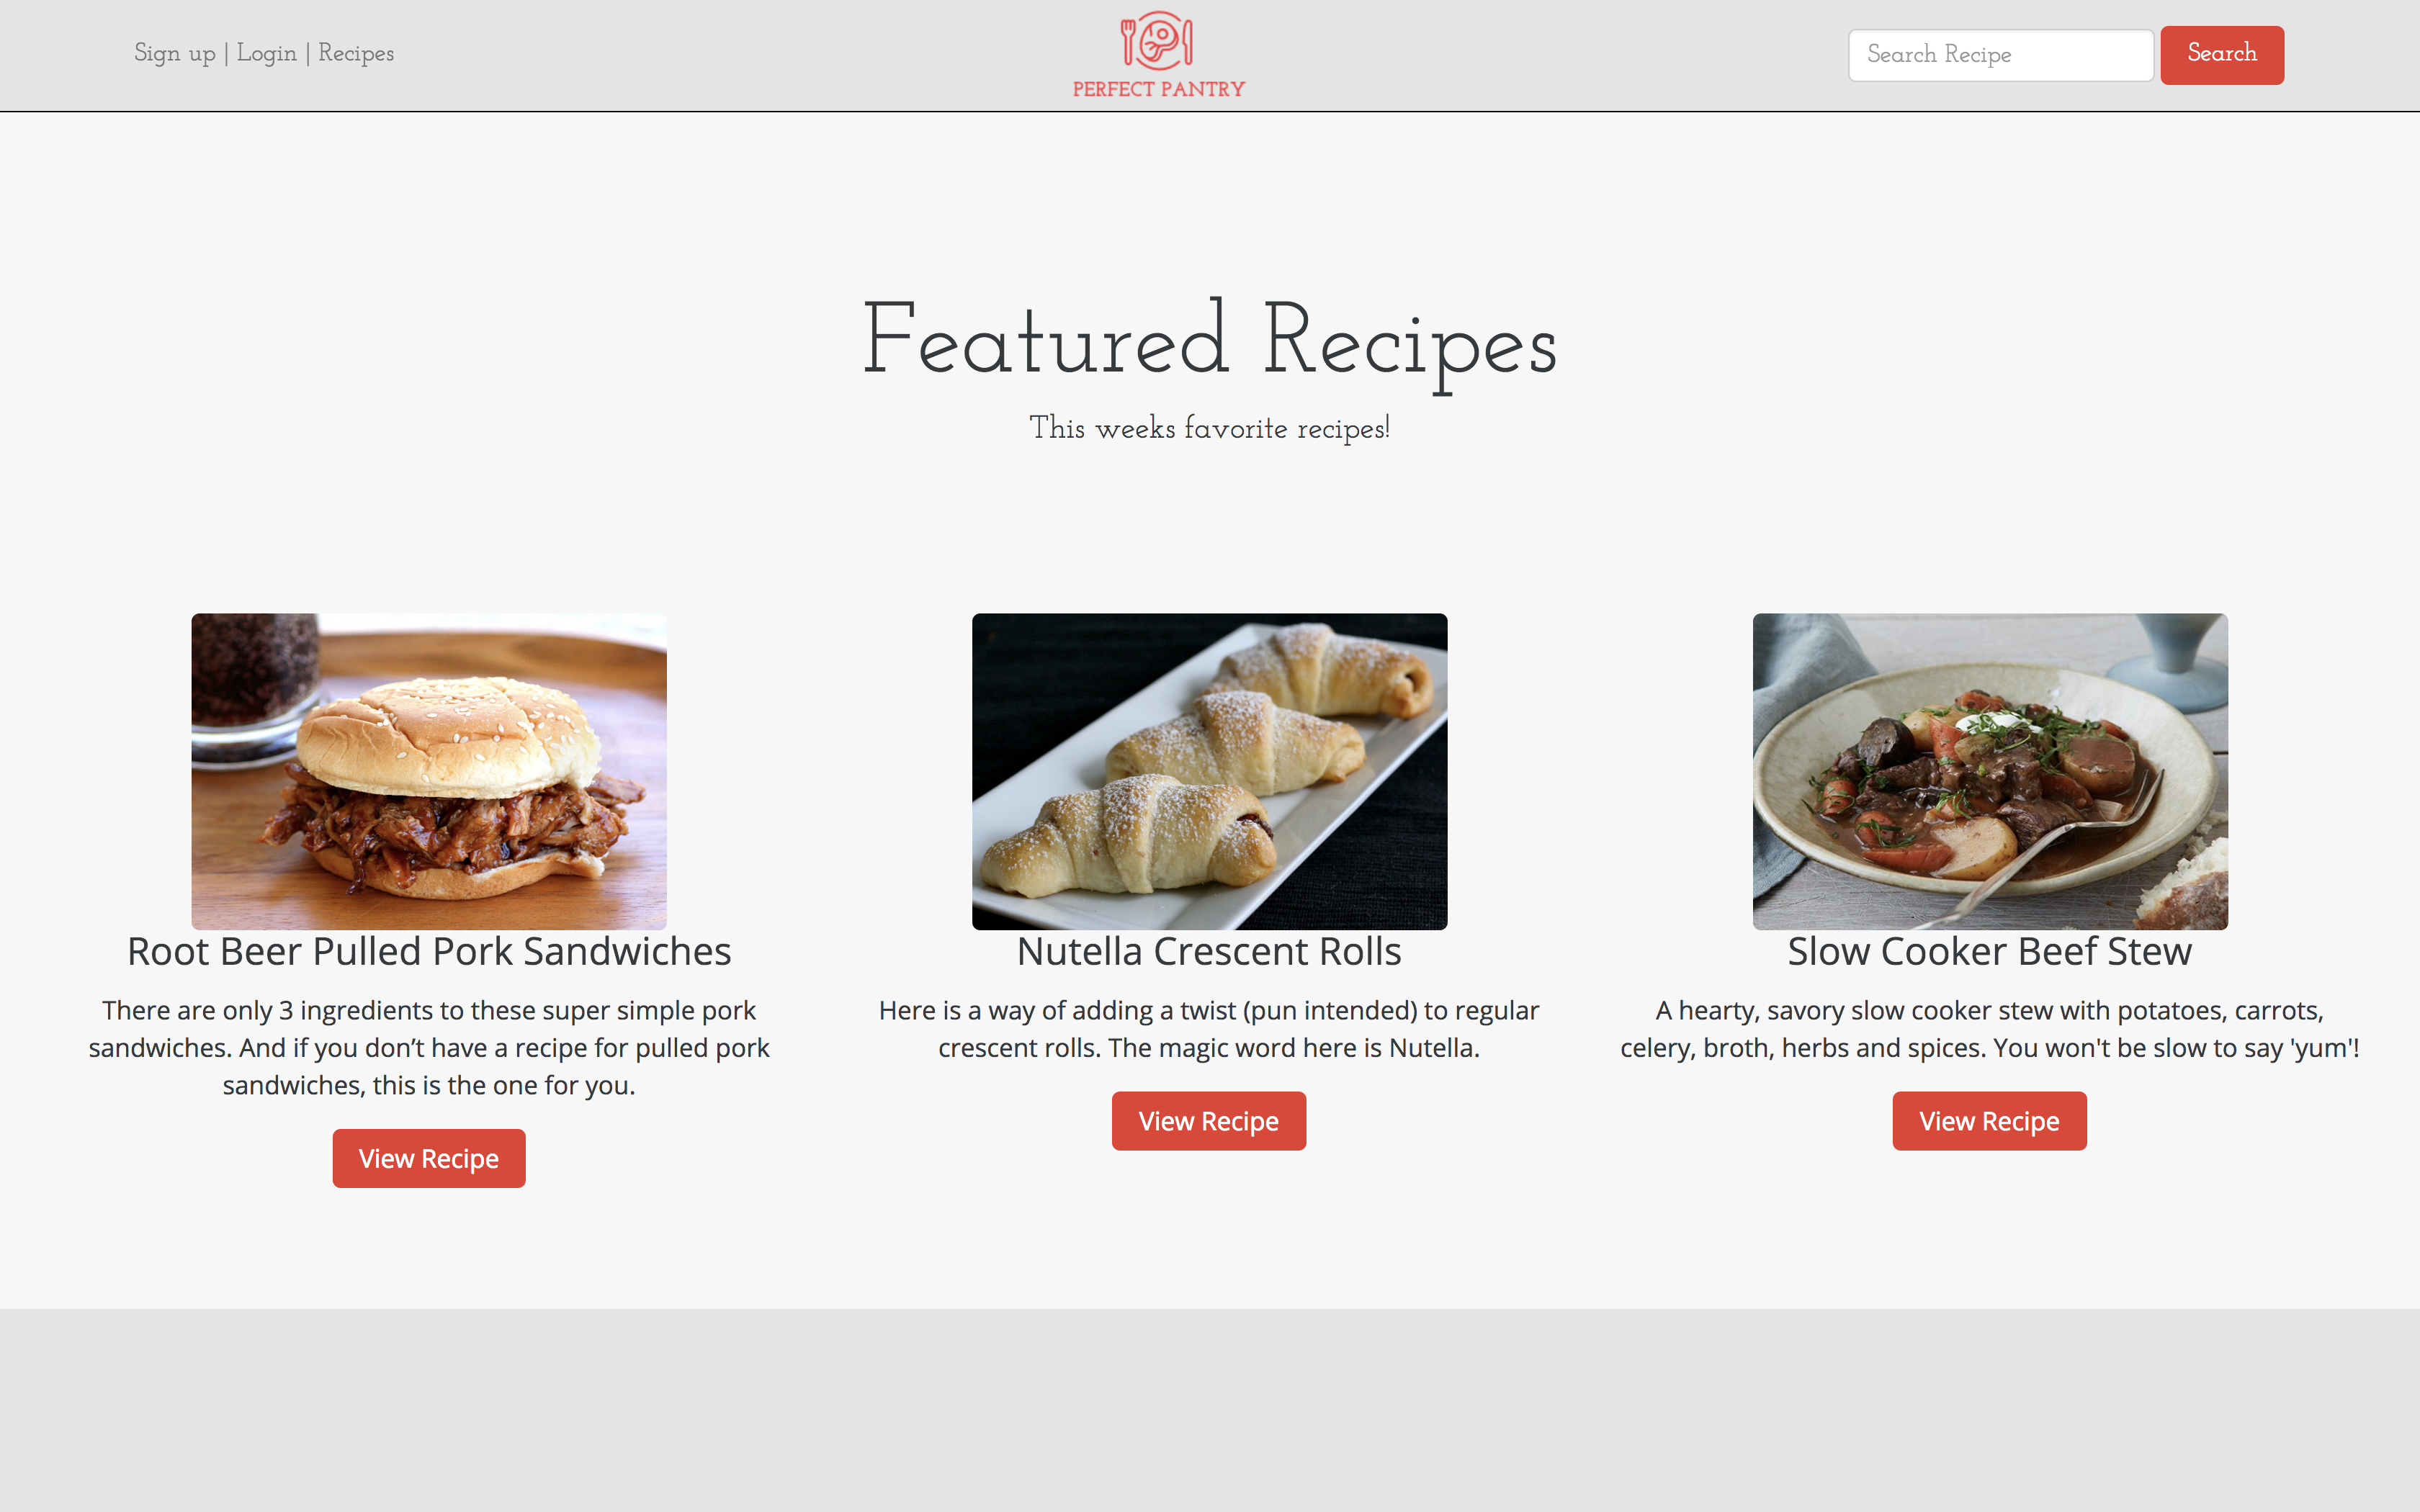 Sign up | Login | Recipes
PERFECT PANTRY
Search Recipe
Search
Featured Recipes
This weeks favorite recipes!
Root Beer Pulled Pork Sandwiches
There are only 3 ingredients to these super simple pork
sandwiches. And if you don’t have a recipe for pulled pork
sandwiches, this is the one for you.
View Recipe
Nutella Crescent Rolls
Here is a way of adding a twist (pun intended) to regular
crescent rolls. The magic word here is Nutella.
View Recipe
Slow Cooker Beef Stew
A hearty, savory slow cooker stew with potatoes, carrots,
celery, broth, herbs and spices. You won't be slow to say 'yum'!
View Recipe